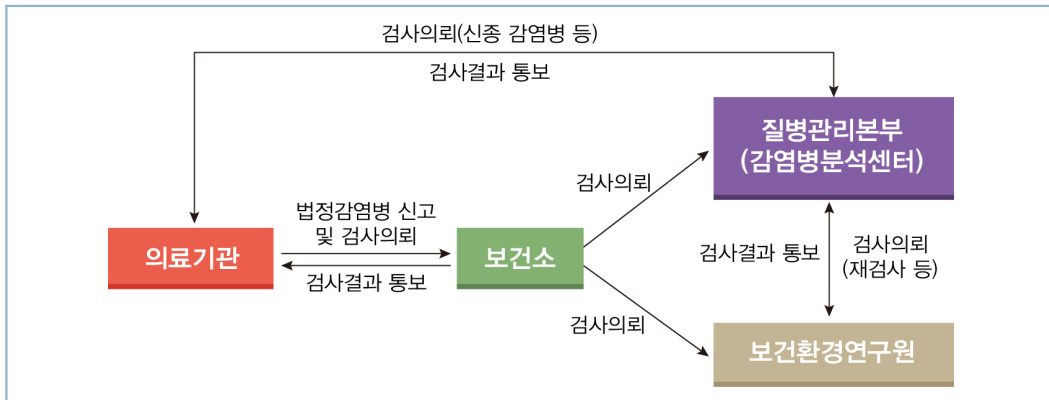 검사의뢰(신종 감염병 등)
검사결과 통보
질병관리본부
(감염병분석센터)
검사의뢰
법정감염병 신고
및 검사의뢰
의료기관
보건소
검사결과 통보
검사결과 통보
검사의뢰
(재검사 등)
검사의뢰
보건환경연구원